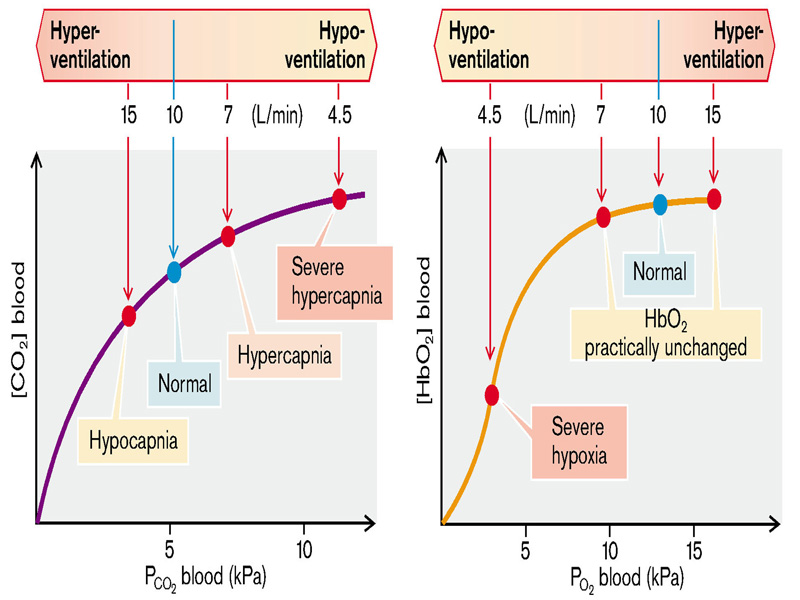 Hyper-
ventilation
Hypo-
ventilation
15 10 7 (L/min) 4.5
[CO2] blood
Severe
hypercapnia
Hypercapnia
Normal
Hypocapnia
5 10
PCO2 blood (kPa)
Hypo-
ventilation
Hyper-
ventilation
4.5 (L/min) 7 10 15
[HbO2] blood
Normal
HbO2
practically unchanged
Severe
hypoxia
5 10 15
PO2 blood (kPa)